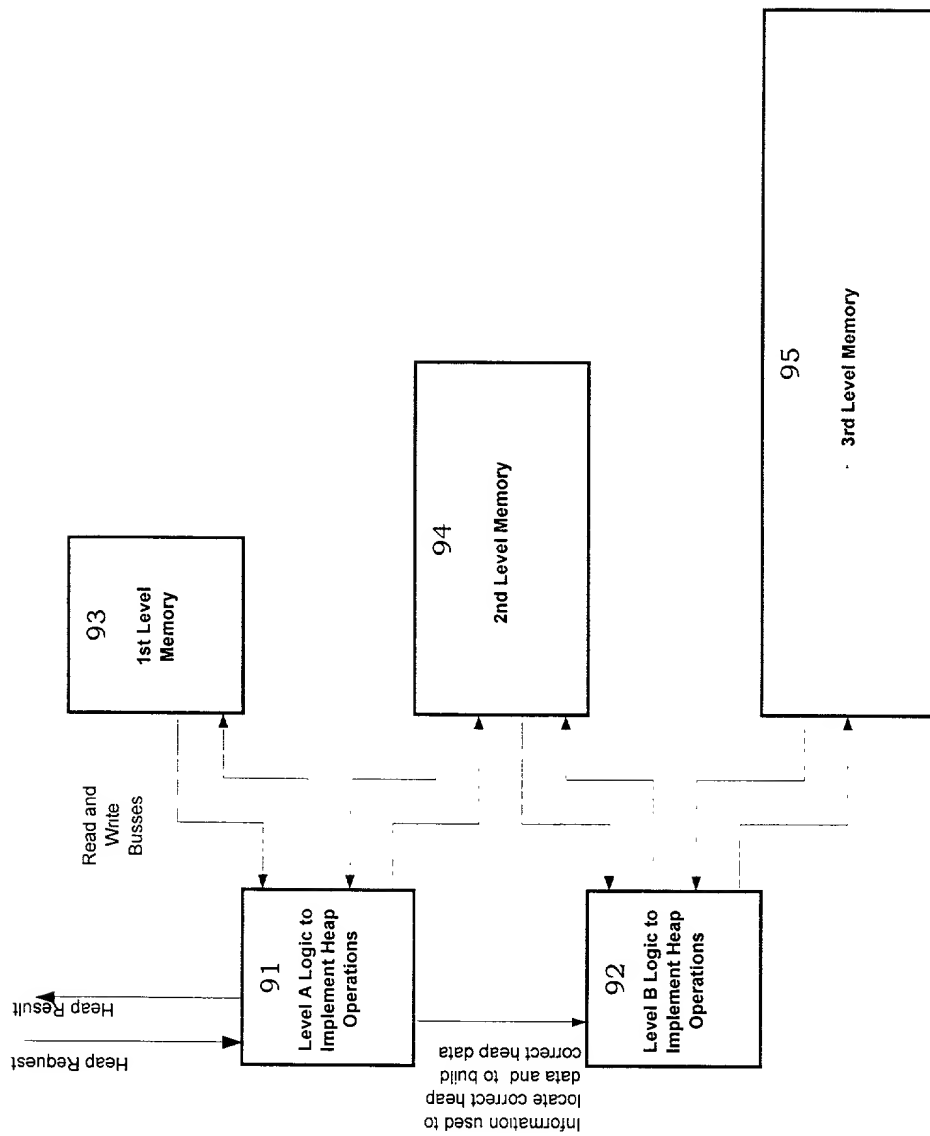 Heap Request
Heap Result
Read and
Write
Busses
93
1st Level
Memory
91
Level A Logic to
Implement Heap
Operations
94
2nd Level Memory
Information used to
locate correct heap
data and to build
correct heap data
92
Level B Logic to
Implement Heap
Operations
95
3rd Level Memory